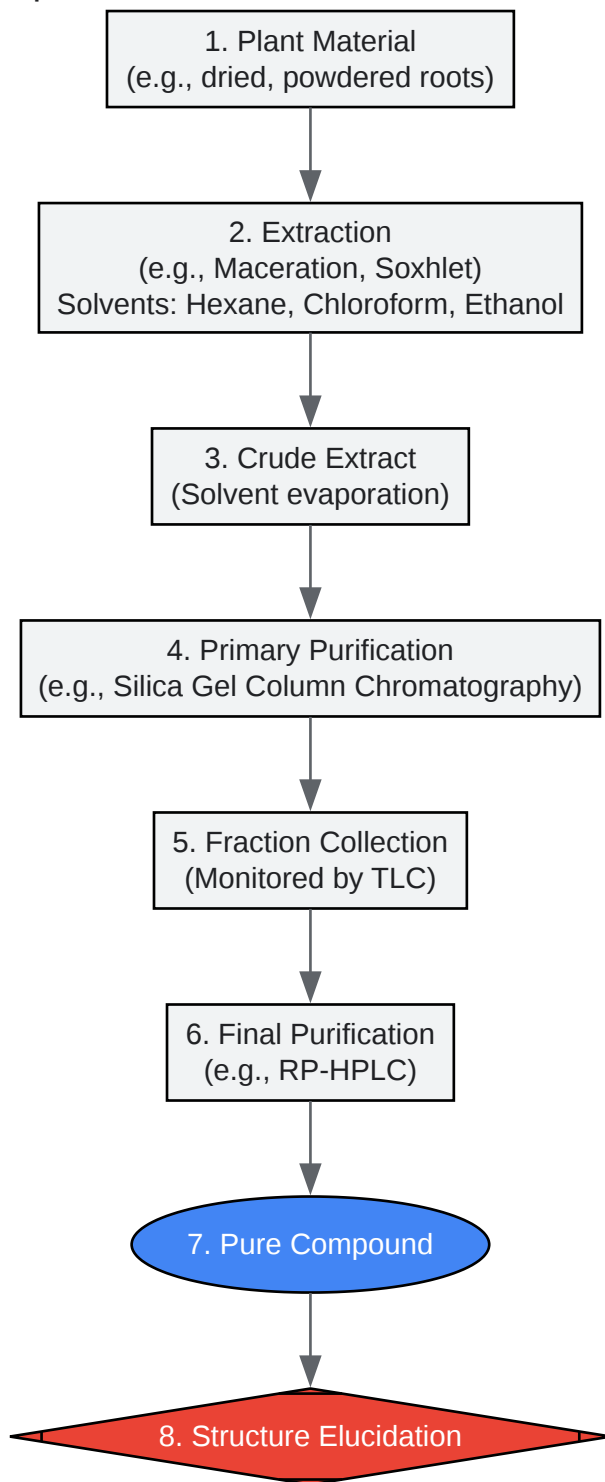 1. Plant Material
(e.g., dried, powdered roots)
2. Extraction
(e.g., Maceration, Soxhlet)
Solvents: Hexane, Chloroform, Ethanol
3. Crude Extract
(Solvent evaporation)
4. Primary Purification
(e.g., Silica Gel Column Chromatography)
5. Fraction Collection
(Monitored by TLC)
6. Final Purification
(e.g., RP-HPLC)
7. Pure Compound
8. Structure Elucidation